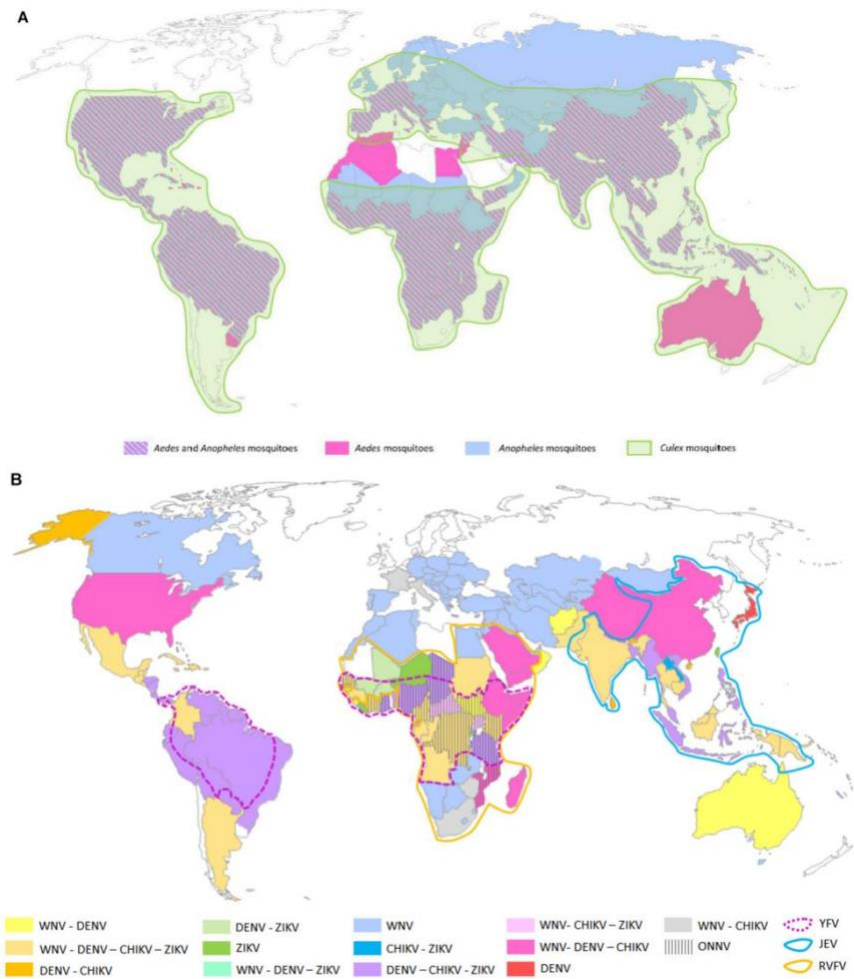 A
Aedes and Anopheles mosquitoes Aedes mosquitoes Anopheles mosquitoes Culex mosquitoes
B
WNV - DENV DENV - ZIKV WNV WNV- CHIKV – ZIKV WNV - CHIKV YFV
WNV - DENV – CHIKV – ZIKV ZIKV CHIKV - ZIKV WNV- DENV – CHIKV ONNV JEV
DENV - CHIKV WNV - DENV – ZIKV DENV – CHIKV - ZIKV DENV RVFV